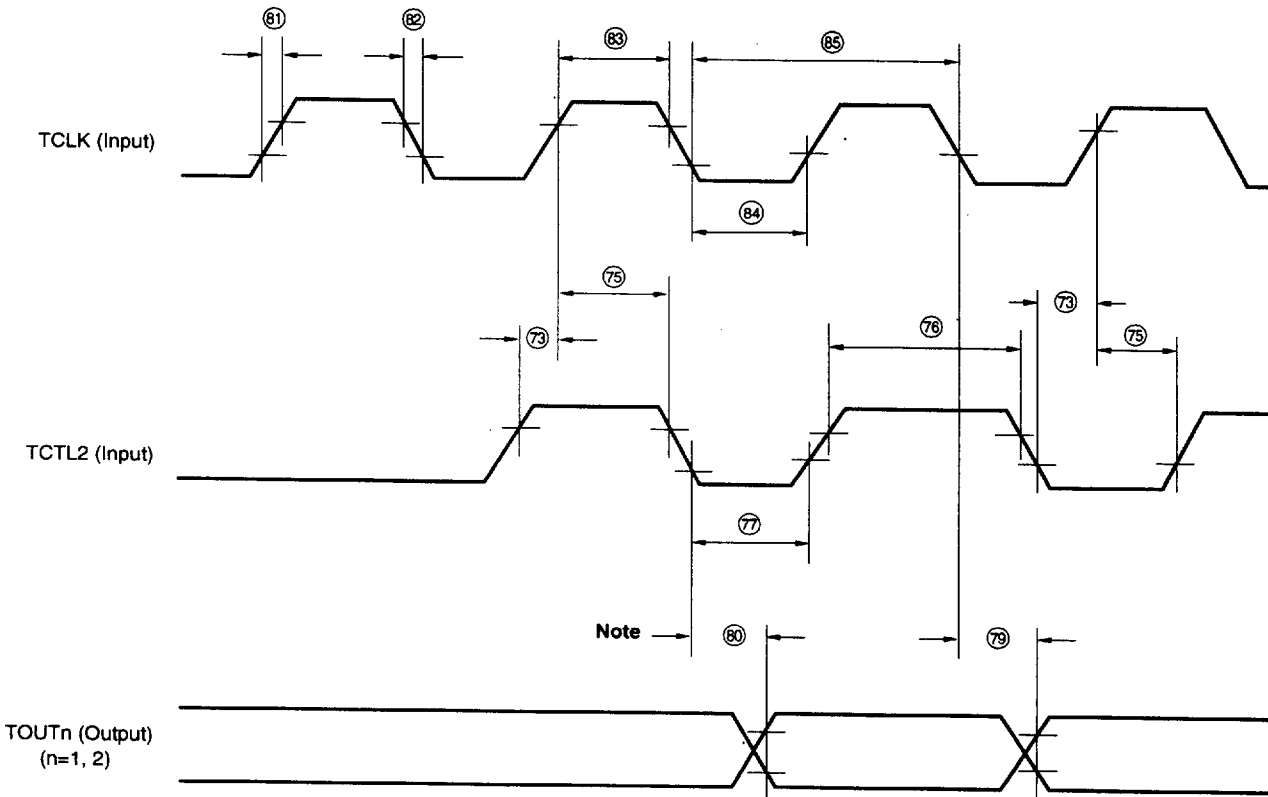 81 82 83 85
TCLK (Input)
84
75
73 76 73 75
TCTL2 (Input)
77
Note 80 79
TOUTn (Output)
(n=1, 2)